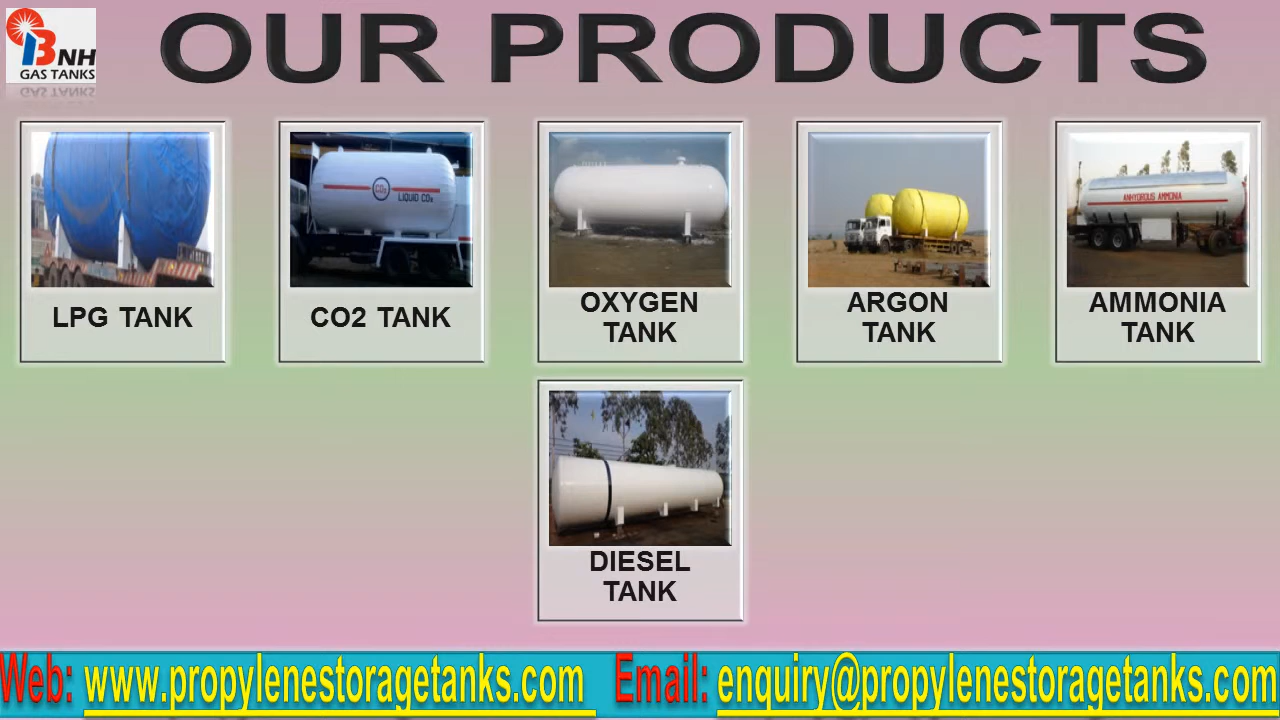 BNH
GAS TANKS
OUR PRODUCTS
CO2
LIQUID CO2
ANHYDROUS AMMONIA
LPG TANK
CO2 TANK
OXYGEN
TANK
ARGON
TANK
AMMONIA
TANK
DIESEL
TANK
Web: www.propylenestoragetanks.com Email: enquiry@propylenestoragetanks.com